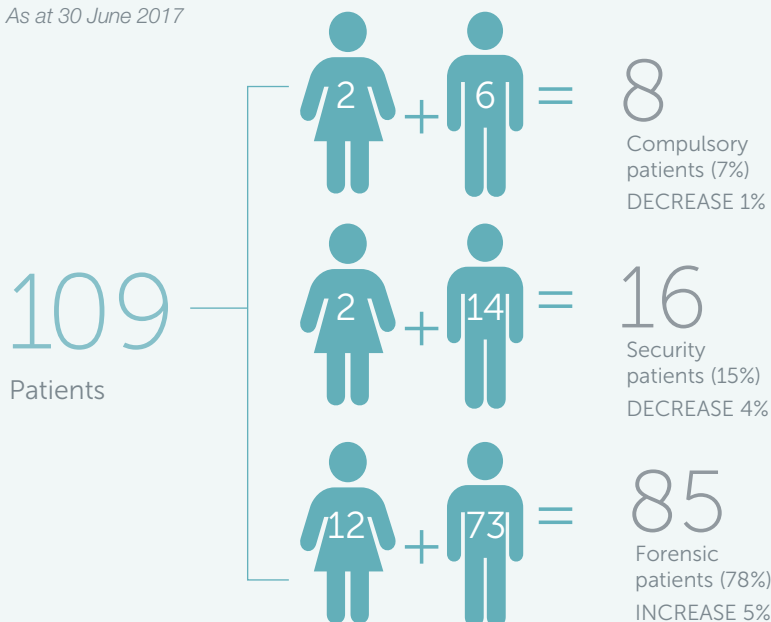 As at 30 June 2017
109
Patients
2 + 6 = 8
Compulsory
patients (7%)
DECREASE 1%
2 + 14 = 16
Security
patients (15%)
DECREASE 4%
12 + 73 = 85
Forensic
patients (78%)
INCREASE 5%